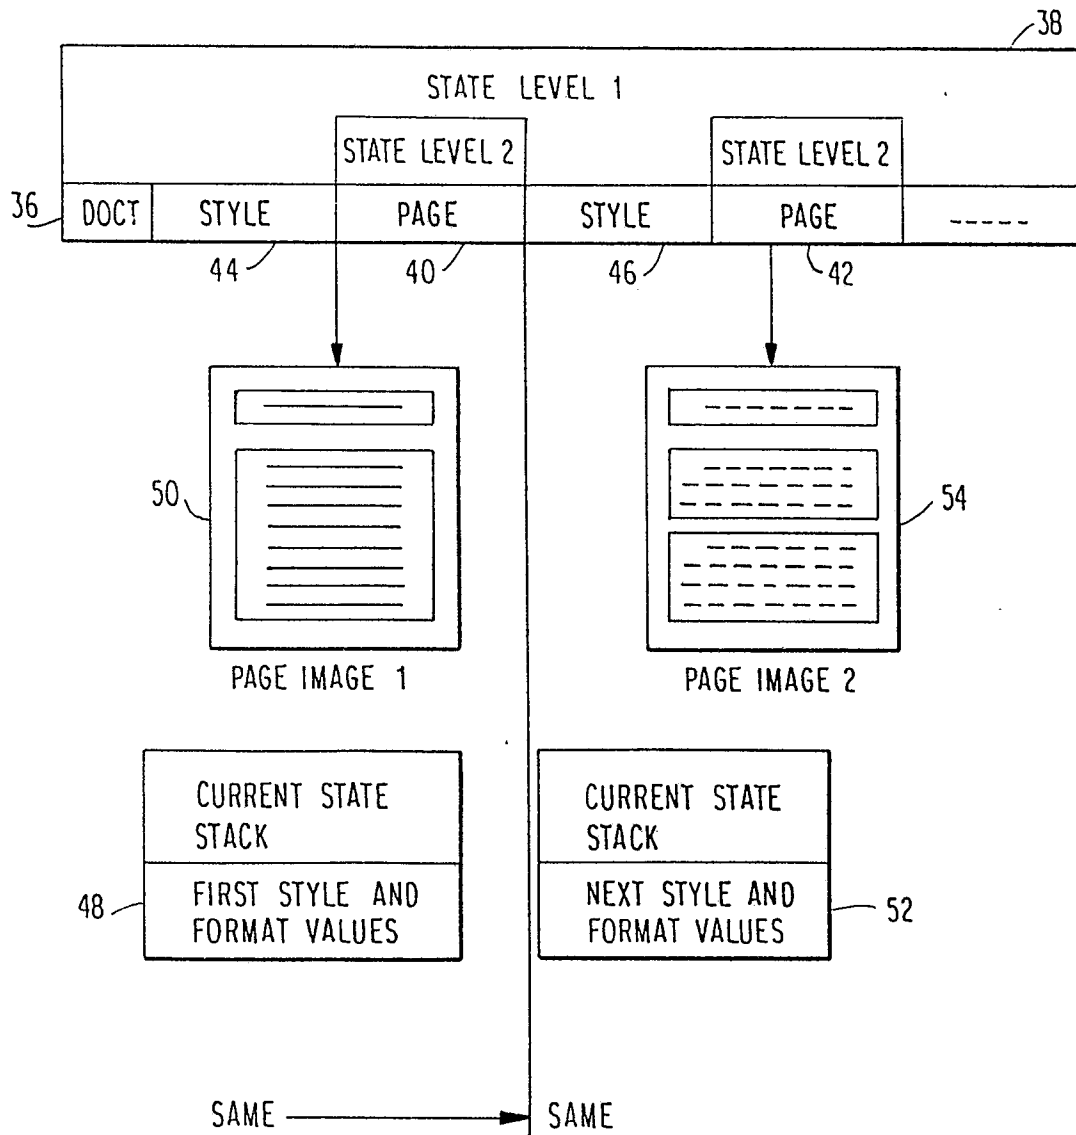 38
STATE LEVEL 1
STATE LEVEL 2
STATE LEVEL 2
36
DOCT
STYLE
PAGE
STYLE
PAGE
44
40
46
42
50
54
PAGE IMAGE 1
PAGE IMAGE 2
CURRENT STATE
STACK
CURRENT STATE
STACK
48
FIRST STYLE AND
FORMAT VALUES
NEXT STYLE AND
FORMAT VALUES
52
SAME
SAME